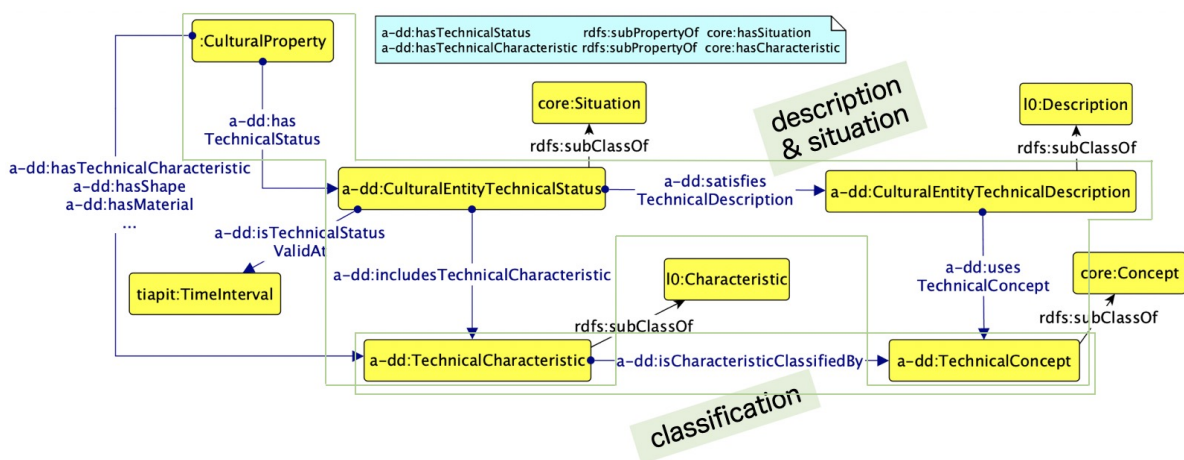 a-dd:hasTechnicalStatus rdfs:subPropertyOf core:hasSituation
a-dd:hasTechnicalCharacteristic rdfs:subPropertyOf core:hasCharacteristic
:CulturalProperty
core:Situation
description
& situation
l0:Description
a-dd:has
TechnicalStatus
rdfs:subClassOf
rdfs:subClassOf
a-dd:hasTechnicalCharacteristic
a-dd:hasShape
a-dd:hasMaterial
...
a-dd:CulturalEntityTechnicalStatus
a-dd:satisfies
TechnicalDescription
a-dd:CulturalEntityTechnicalDescription
a-dd:isTechnicalStatus
ValidAt
a-dd:includesTechnicalCharacteristic
a-dd:uses
TechnicalConcept
tiapit:TimeInterval
l0:Characteristic
core:Concept
rdfs:subClassOf
rdfs:subClassOf
a-dd:TechnicalCharacteristic
a-dd:isCharacteristicClassifiedBy
a-dd:TechnicalConcept
classification